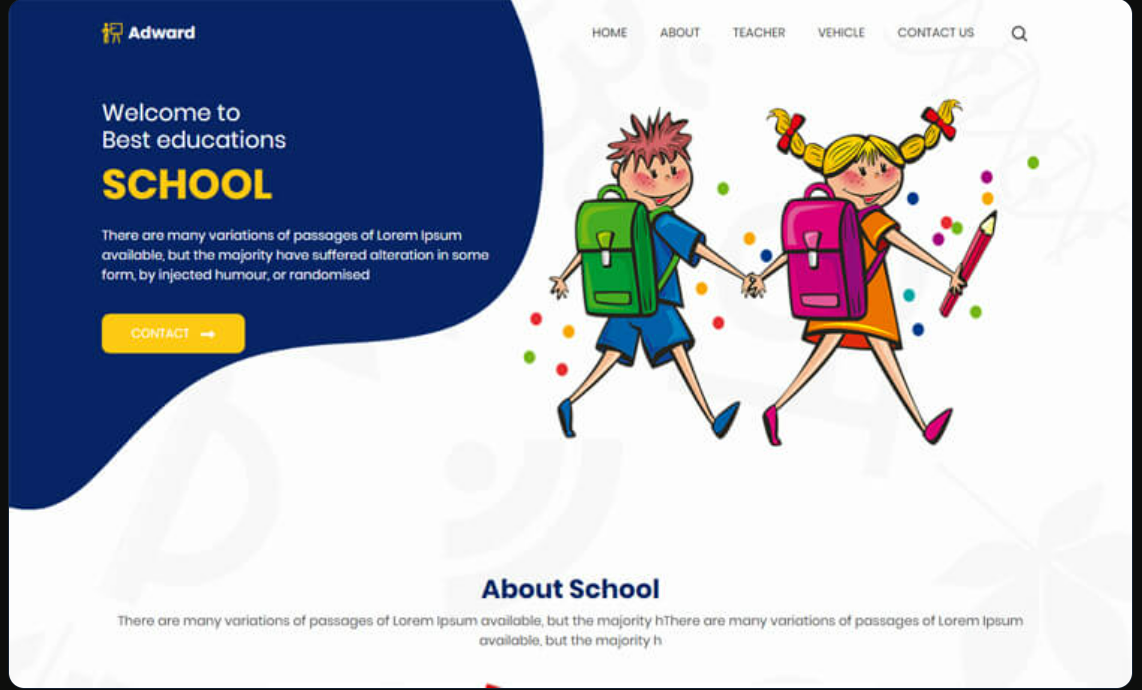 Adward
HOME ABOUT TEACHER VEHICLE CONTACT US
Welcome to
Best educations
SCHOOL
There are many variations of passages of Lorem Ipsum
available, but the majority have suffered alteration in some
form, by injected humour, or randomised
CONTACT
About School
There are many variations of passages of Lorem Ipsum available, but the majority hThere are many variations of passages of Lorem Ipsum
available, but the majority h